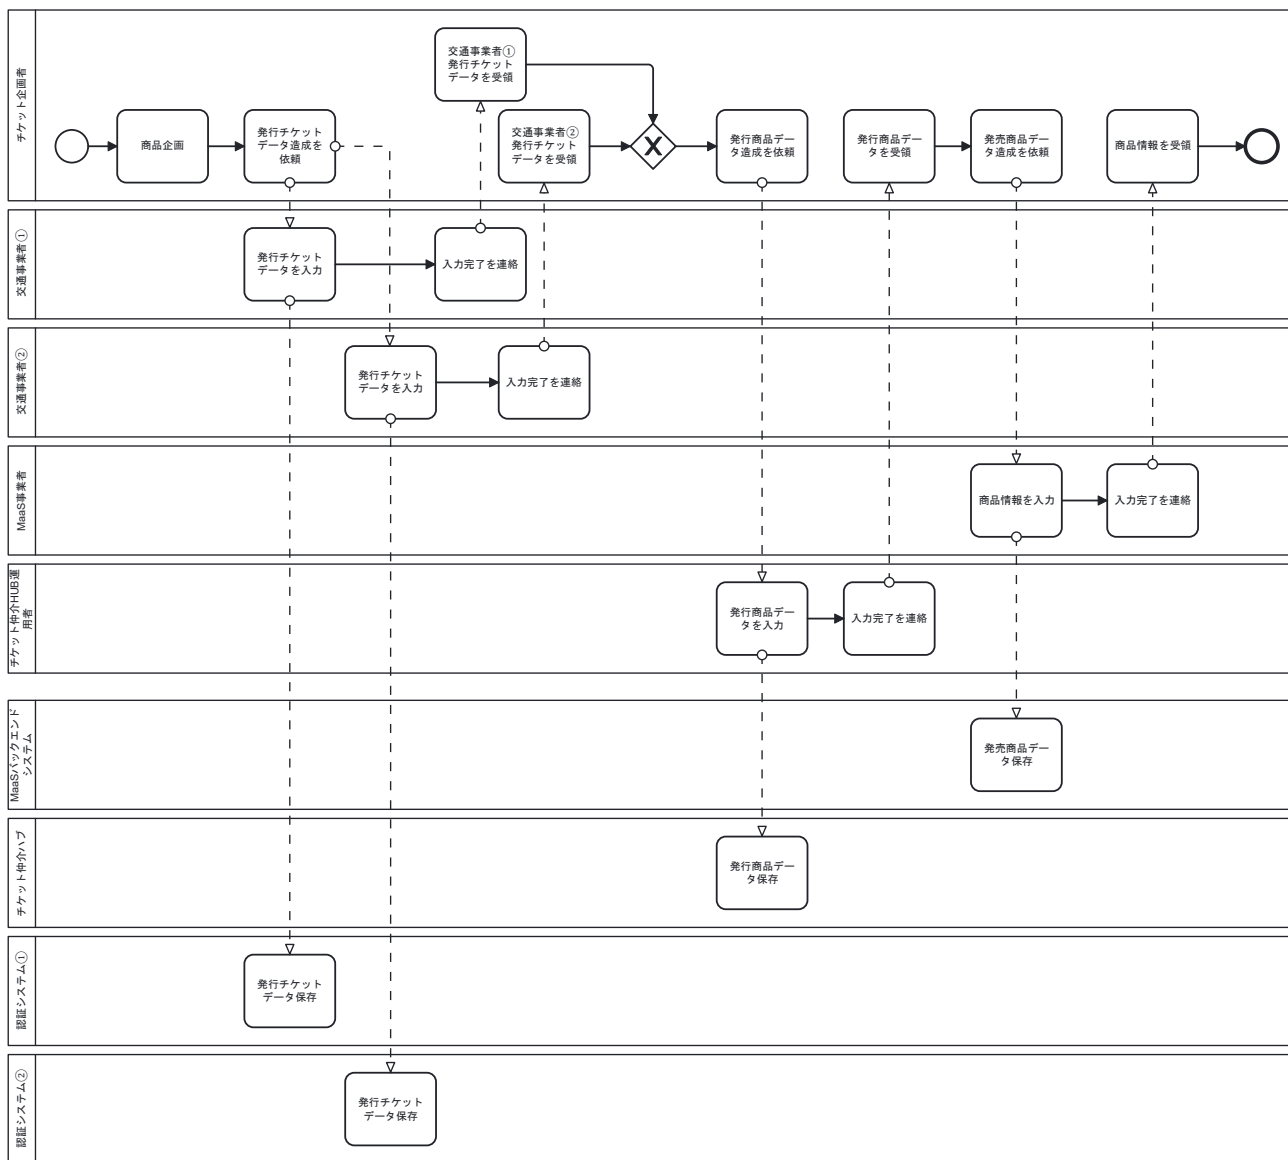 チケット企画者
商品企画
発行チケット
データ造成を
依頼
交通事業者①
発行チケット
データを受領
交通事業者②
発行チケット
データを受領
X
発行商品デー
タ造成を依頼
発行商品デー
タを受領
発売商品デー
タ造成を依頼
商品情報を受領
交通事業者①
発行チケット
データを入力
入力完了を連絡
交通事業者②
発行チケット
データを入力
入力完了を連絡
MaaS事業者
商品情報を入力
入力完了を連絡
チケット仲介HUB運
用者
発行商品デー
タを入力
入力完了を連絡
MaaSバックエンド
システム
発売商品デー
タ保存
チケット仲介ハブ
発行商品デー
タ保存
認証システム①
発行チケット
データ保存
認証システム②
発行チケット
データ保存